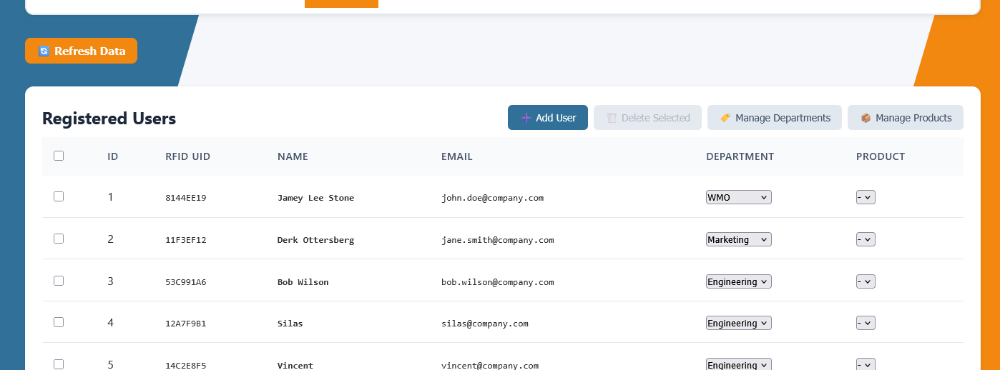 Refresh Data
Registered Users
Add User Delete Selected Manage Departments Manage Products
ID RFID UID NAME EMAIL DEPARTMENT PRODUCT
1 8144EE19 Jamey Lee Stone john.doe@company.com WMO -
2 11F3EF12 Derk Ottersberg jane.smith@company.com Marketing -
3 53C991A6 Bob Wilson bob.wilson@company.com Engineering -
4 12A7F9B1 Silas silas@company.com Engineering -
5 14C2E8F5 Vincent vincent@company.com Engineering -